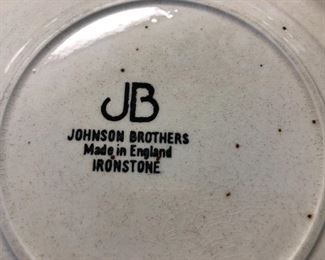 JB
JOHNSON BROTHERS
Made in England
IRONSTONE